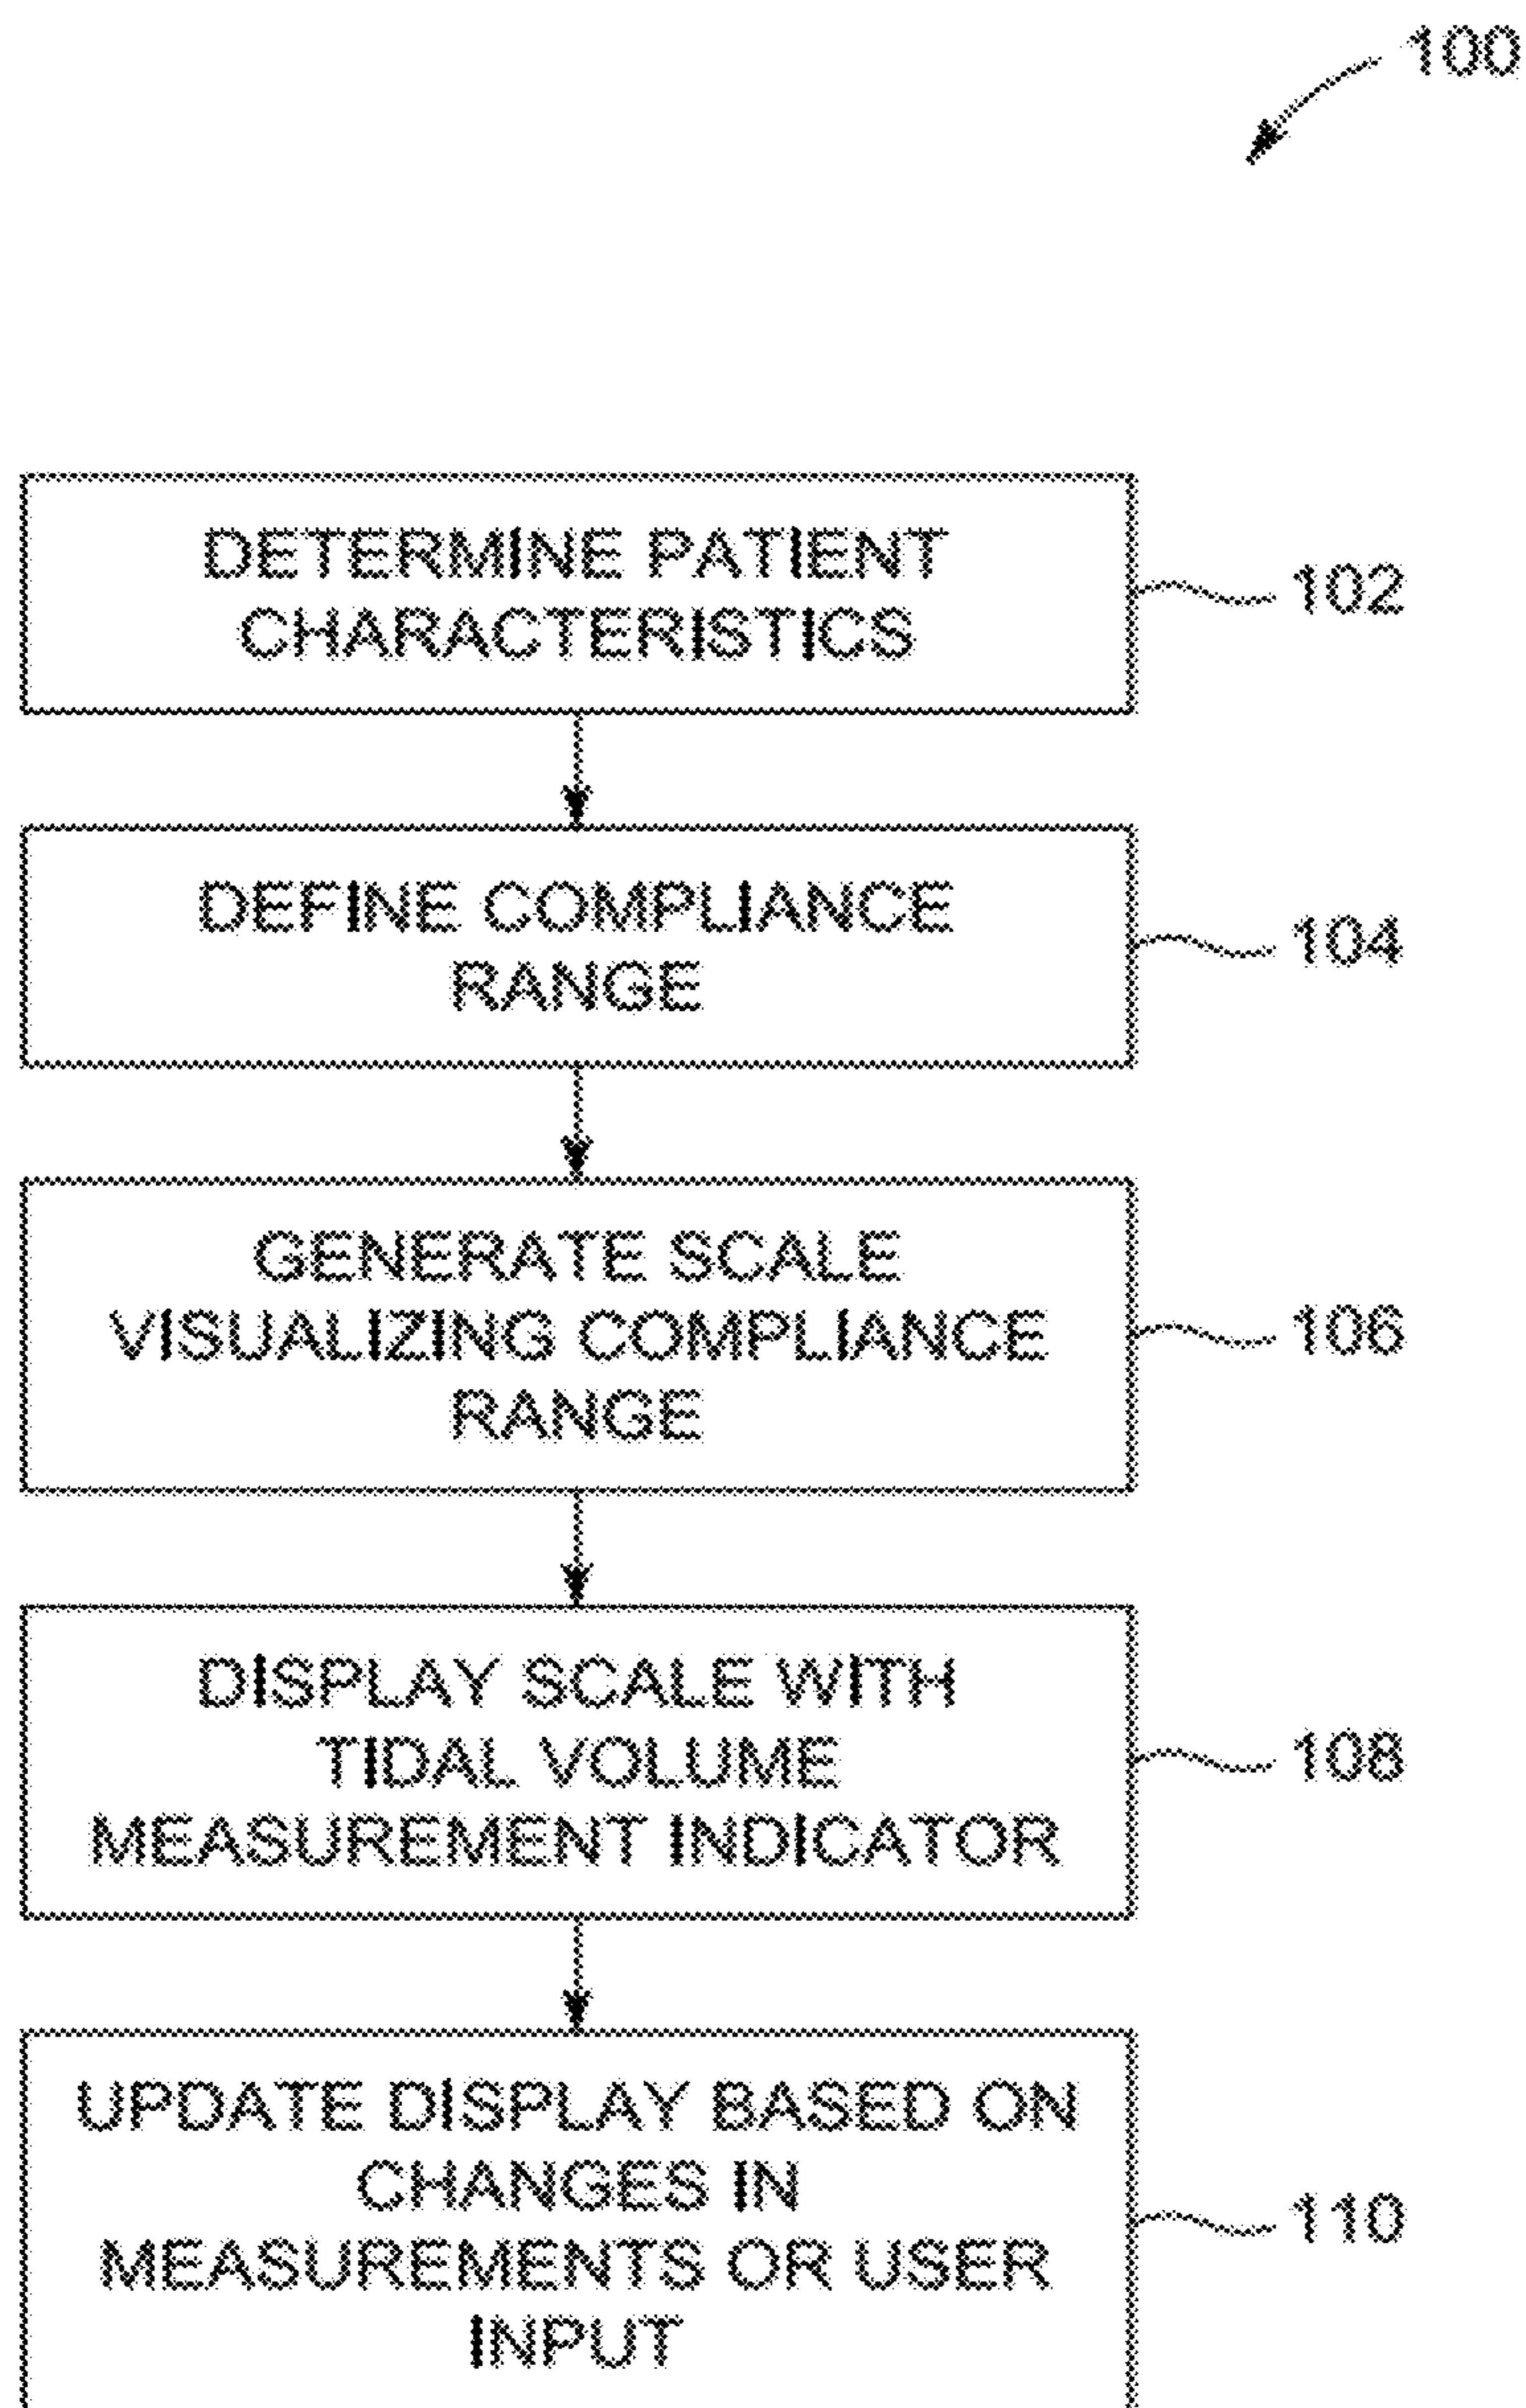 100
DETERMINE PATIENT
CHARACTERISTICS
102
DEFINE COMPLIANCE
RANGE
104
GENERATE SCALE
VISUALIZING COMPLIANCE
RANGE
106
DISPLAY SCALE WITH
TIDAL VOLUME
MEASUREMENT INDICATOR
108
UPDATE DISPLAY BASED ON
CHANGES IN
MEASUREMENTS OR USER
INPUT
110